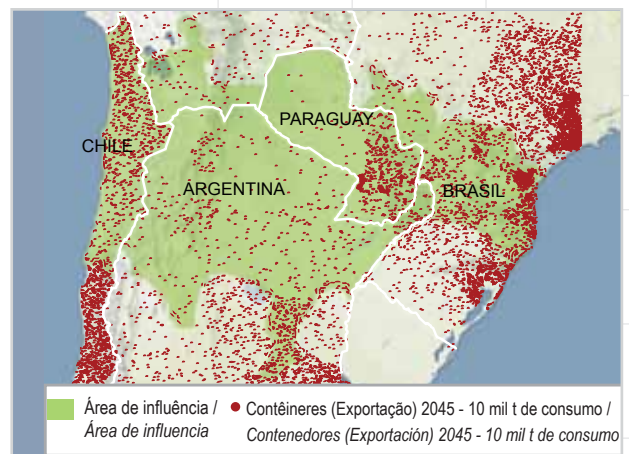 PARAGUAY
CHILE
ARGENTINA
BRASIL
Área de influência /
Área de influencia
Contêineres (Exportação) 2045 - 10 mil t de consumo /
Contenedores (Exportación) 2045 - 10 mil t de consumo